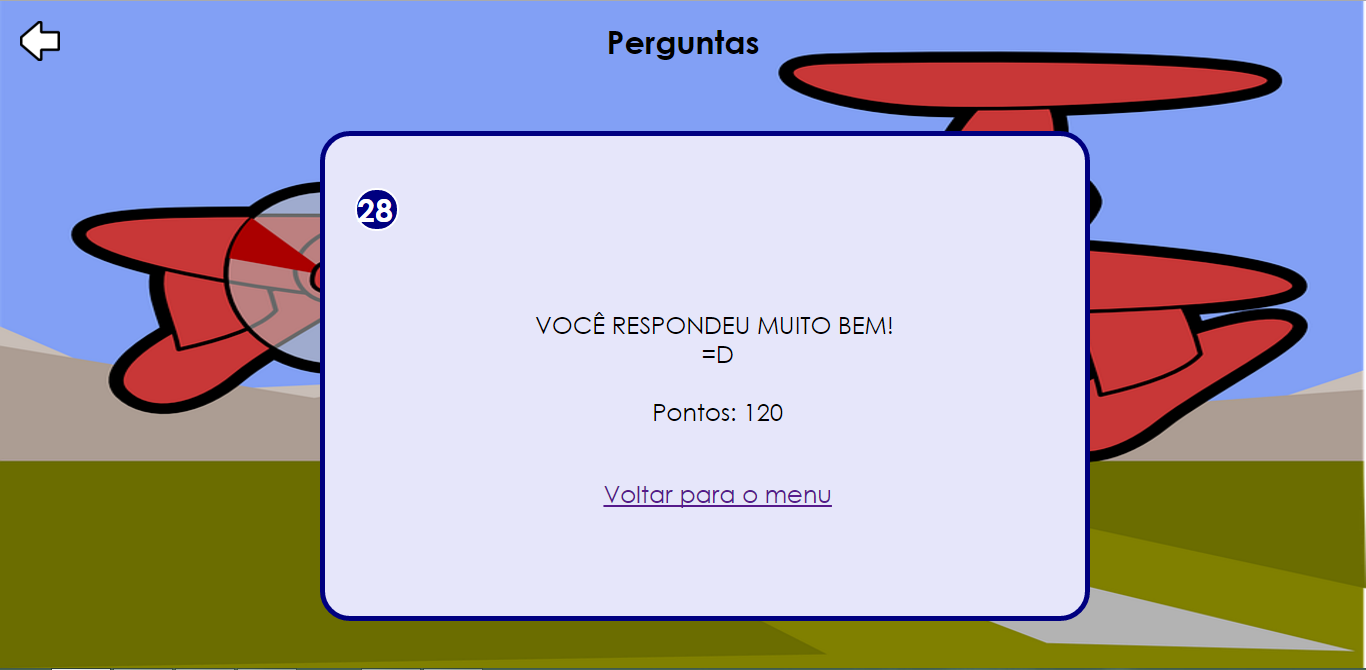 Perguntas
28
VOCÊ RESPONDEU MUITO BEM!
=D
Pontos: 120
Voltar para o menu